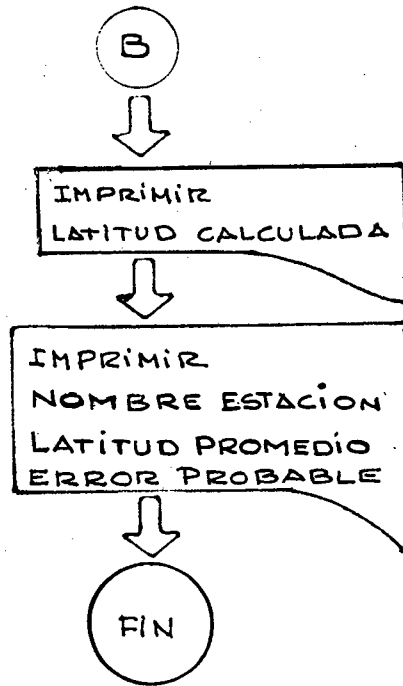 B
IMPRIMIR
LATITUD CALCULADA
IMPRIMIR
NOMBRE ESTACION
LATITUD PROMEDIO
ERROR PROBABLE
FIN